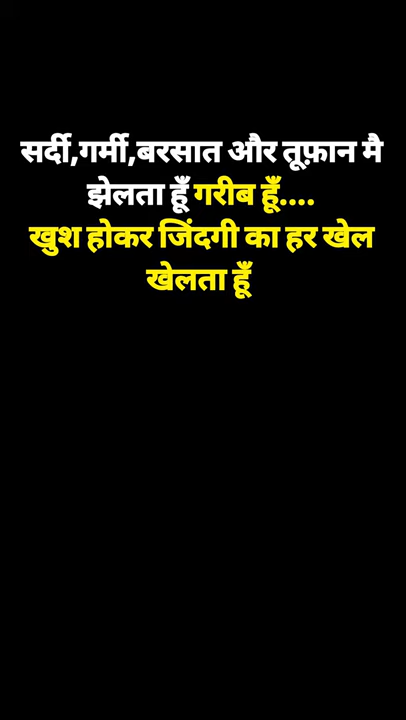 सर्दी,गर्मी,बरसात और तूफ़ान मै
झेलता हूँ गरीब हूँ....
खुश होकर जिंदगी का हर खेल
खेलता हूँ